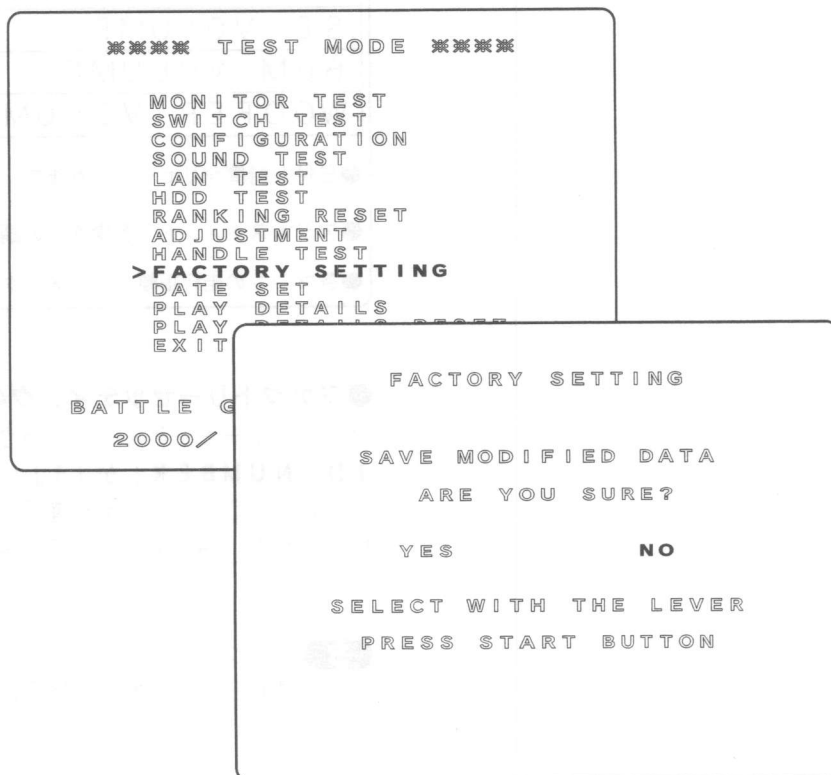 ※※※※ TEST MODE ※※※※
MONITOR TEST
SWITCH TEST
CONFIGURATION
SOUND TEST
LAN TEST
HDD TEST
RANKING RESET
ADJUSTMENT
HANDLE TEST
>FACTORY SETTING
DATE SET
PLAY DETAILS
PLAY DETAILS RESET
EXIT
BATTLE G
2000/
FACTORY SETTING
SAVE MODIFIED DATA
ARE YOU SURE?
YES NO
SELECT WITH THE LEVER
PRESS START BUTTON